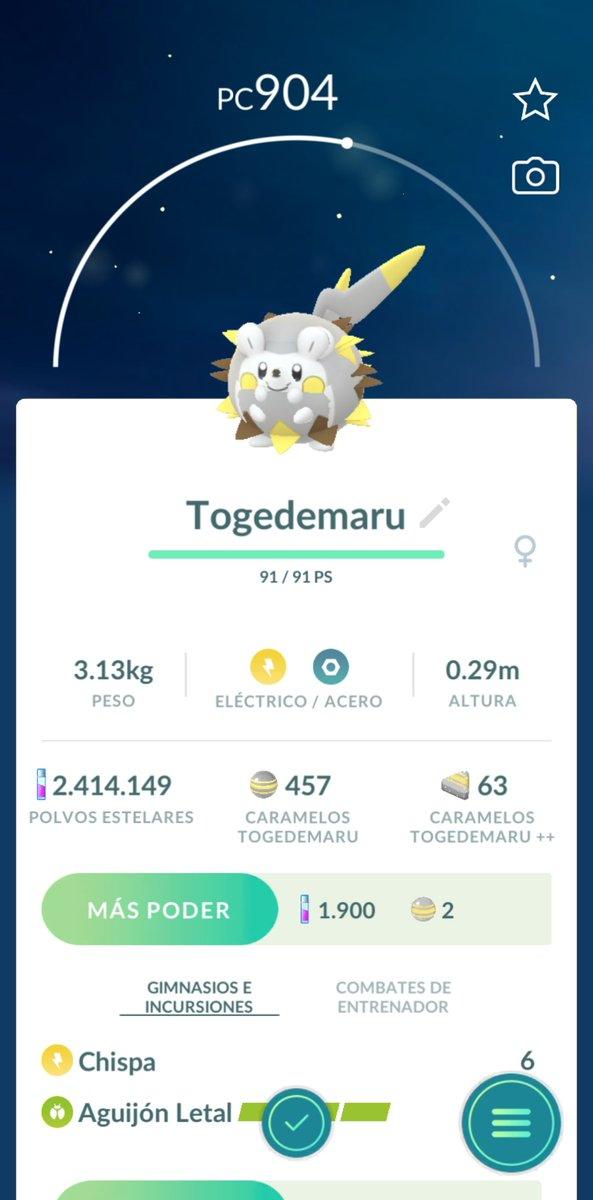 PC904
Togedemaru
91 / 91 PS
3.13kg
PESO
ELÉCTRICO / ACERO
0.29m
ALTURA
2.414.149
POLVOS ESTELARES
457
CARAMELOS
TOGEDEMARU
63
CARAMELOS
TOGEDEMARU ++
MÁS PODER
1.900
2
GIMNASIOS E
INCURSIONES
COMBATES DE
ENTRENADOR
Chispa
6
Aguijón Letal